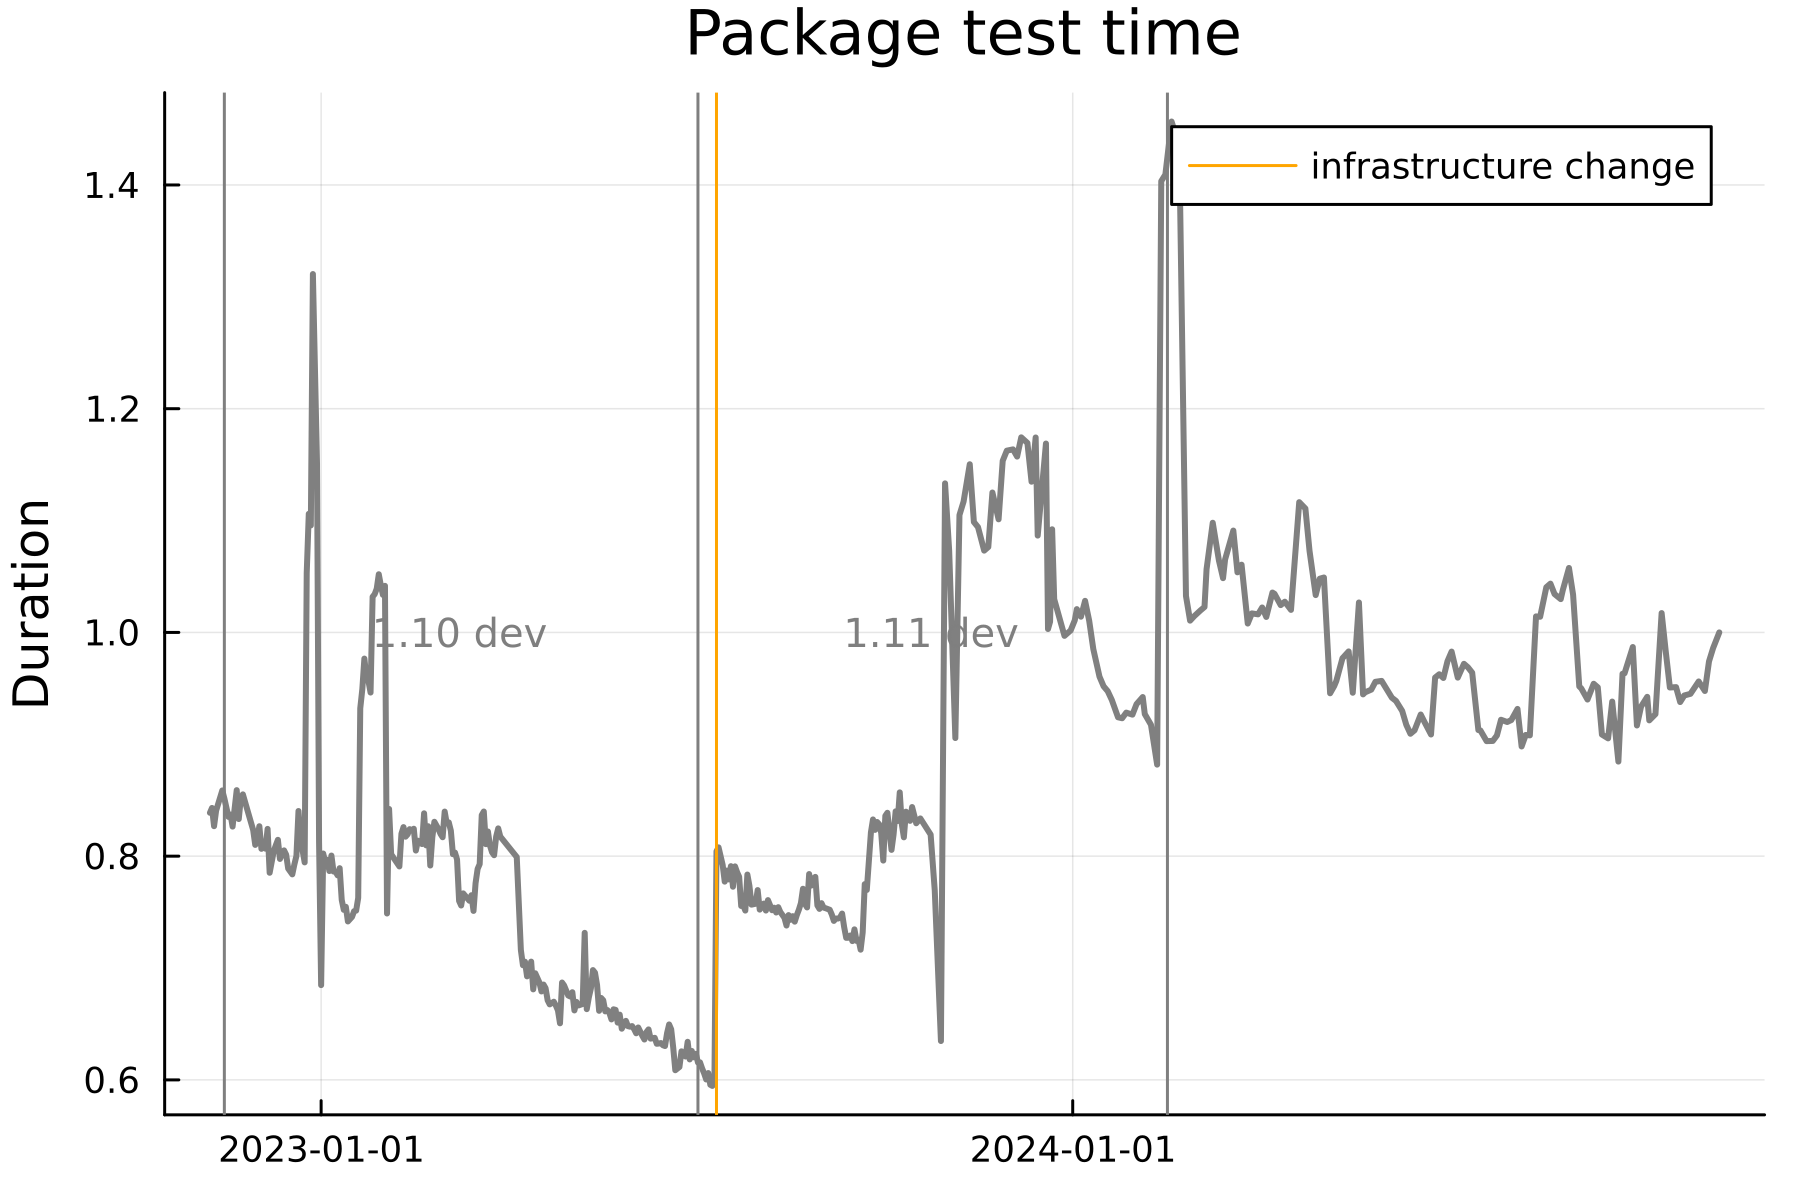 Package test time
infrastructure change
1.4
1.2
1.0
0.8
0.6
Duration
1.10 dev
1.11 dev
2023-01-01
2024-01-01